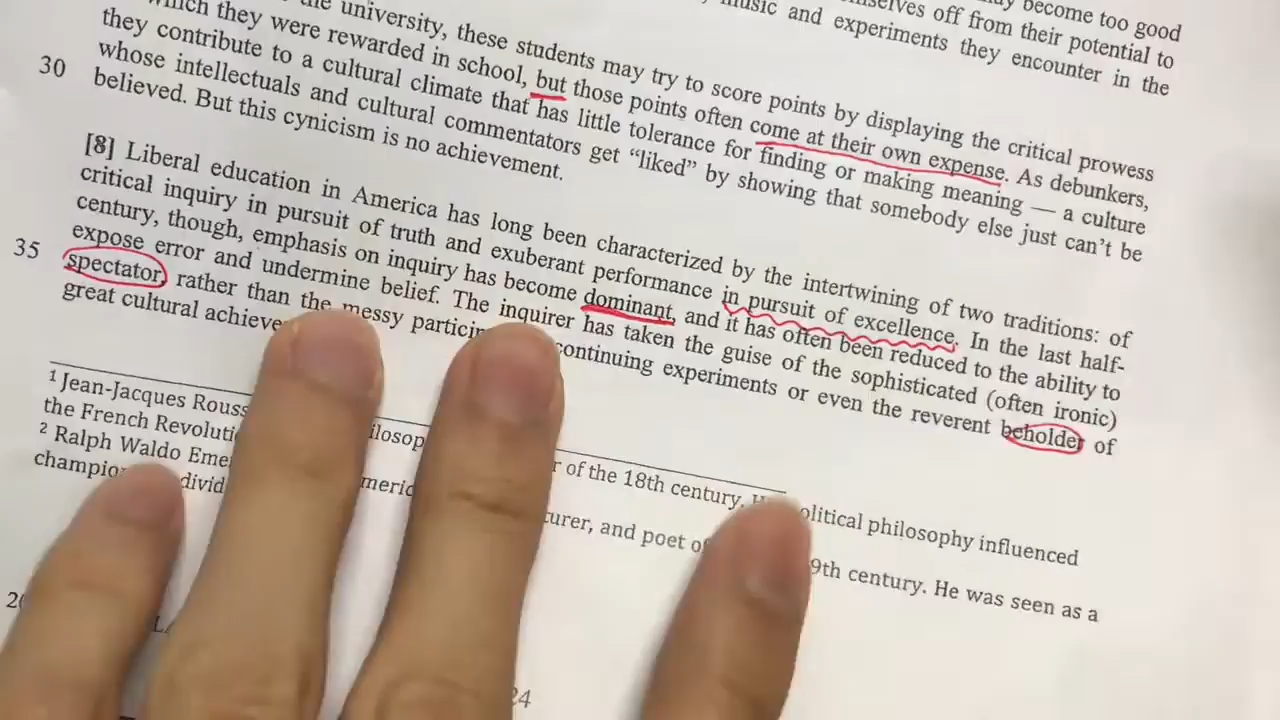 become too good
off from their potential to
music and experiments they encounter in the
the university, these students may try to score points by displaying the critical prowess
which they were rewarded in school, but those points often come at their own expense. As debunkers,
they contribute to a cultural climate that has little tolerance for finding or making meaning — a culture
whose intellectuals and cultural commentators get “liked” by showing that somebody else just can’t be
30 believed. But this cynicism is no achievement.
[8] Liberal education in America has long been characterized by the intertwining of two traditions: of
critical inquiry in pursuit of truth and exuberant performance in pursuit of excellence. In the last half-
century, though, emphasis on inquiry has become dominant, and it has often been reduced to the ability to
expose error and undermine belief. The inquirer has taken the guise of the sophisticated (often ironic)
35 spectator, rather than the messy continuing experiments or even the reverent beholder of
great cultural
1 Jean-Jacques of the 18th century. political philosophy influenced
the French
2 Ralph Waldo and poet 9th century. He was seen as a
24